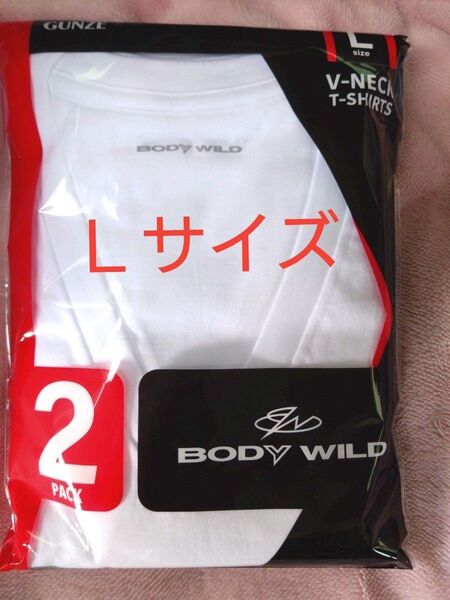 GUNZE
L
size
V-NECK
T-SHIRTS
BODY WILD
Lサイズ
2
PACK
BODY WILD